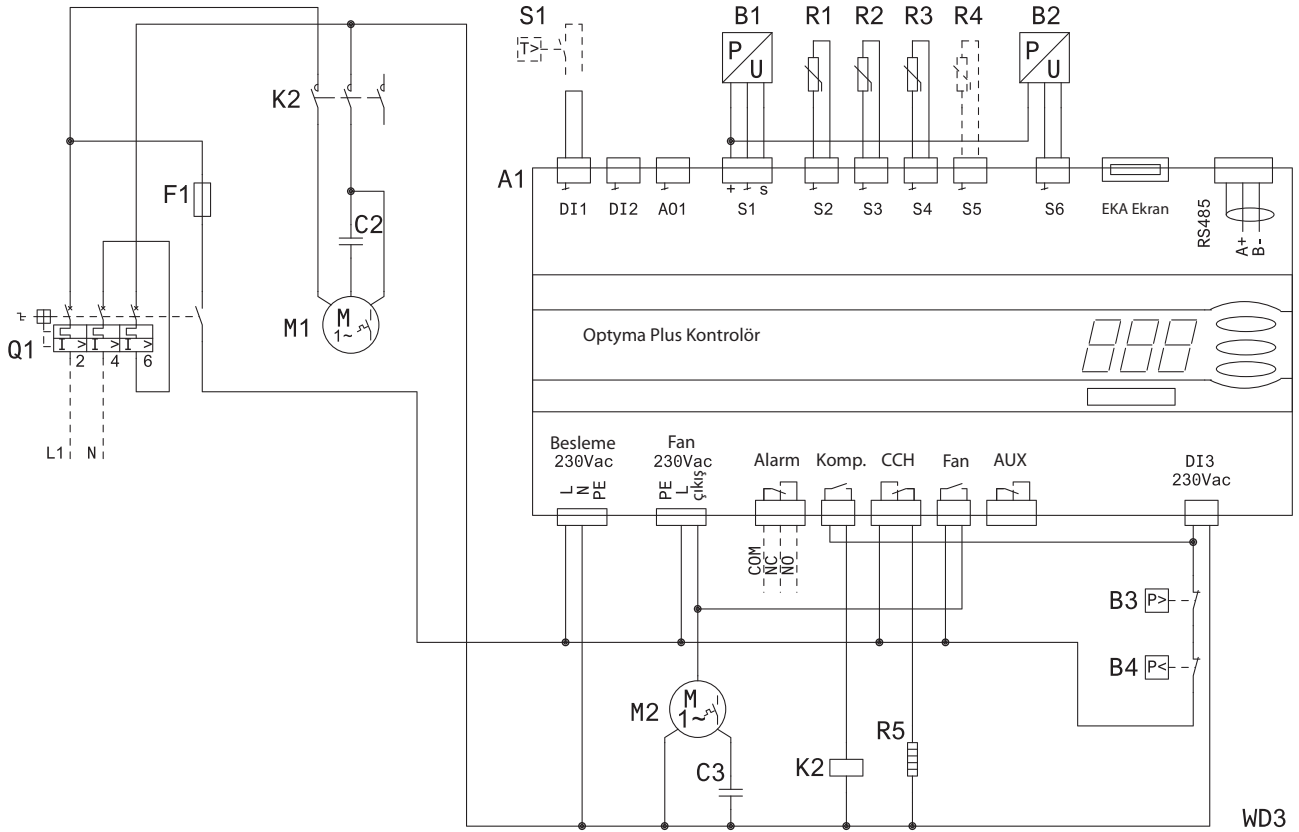 S1 B1 R1 R2 R3 R4 B2
T> P U P U
K2
A1
F1
DI1 DI2 AO1 + s S1 S2 S3 S4 S5 S6 EKA Ekran RS485 A+ B-
C2
M1 M 1~
Q1 I > I > I >
2 4 6
Optyma Plus Kontrolör
L1 N
Besleme 230Vac
L N PE
Fan 230Vac
PE L çıkış
Alarm Komp. CCH Fan AUX
DI3 230Vac
COM NC NO
B3 P>
B4 P<
M2 M 1~
R5
C3 K2
WD3